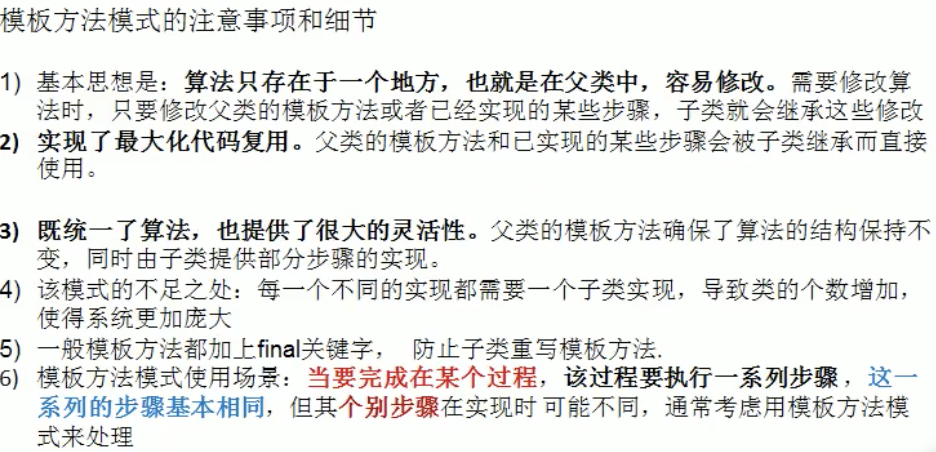 模板方法模式的注意事项和细节
1) 基本思想是：算法只存在于一个地方，也就是在父类中，容易修改。需要修改算
法时，只要修改父类的模板方法或者已经实现的某些步骤，子类就会继承这些修改
2) 实现了最大化代码复用。父类的模板方法和已实现的某些步骤会被子类继承而直接
使用。
3) 既统一了算法，也提供了很大的灵活性。父类的模板方法确保了算法的结构保持不
变，同时由子类提供部分步骤的实现。
4) 该模式的不足之处：每一个不同的实现都需要一个子类实现，导致类的个数增加，
使得系统更加庞大
5) 一般模板方法都加上final关键字， 防止子类重写模板方法.
6) 模板方法模式使用场景：当要完成在某个过程，该过程要执行一系列步骤 ，这一
系列的步骤基本相同，但其个别步骤在实现时 可能不同，通常考虑用模板方法模
式来处理